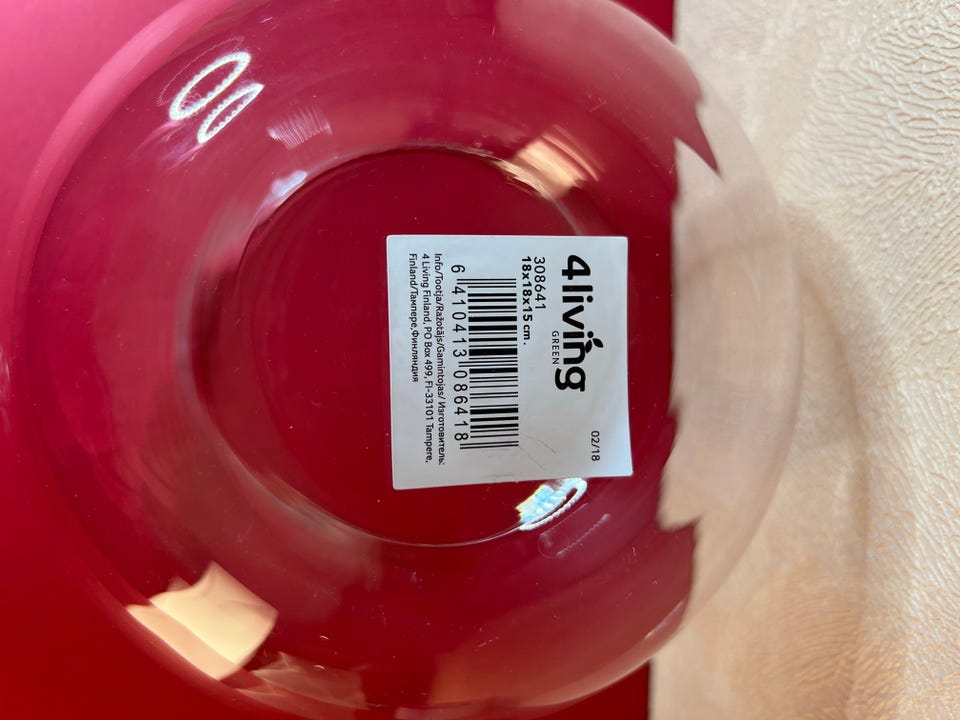 4living
GREEN
02/18
308641
18x18x15 cm.
6 410413 086418
Info/Tootja/Ražotājs/Gamintojas/ Изготовитель:
4 Living Finland, PO Box 499, FI-33101 Tampere,
Finland/Тампере,Финляндия